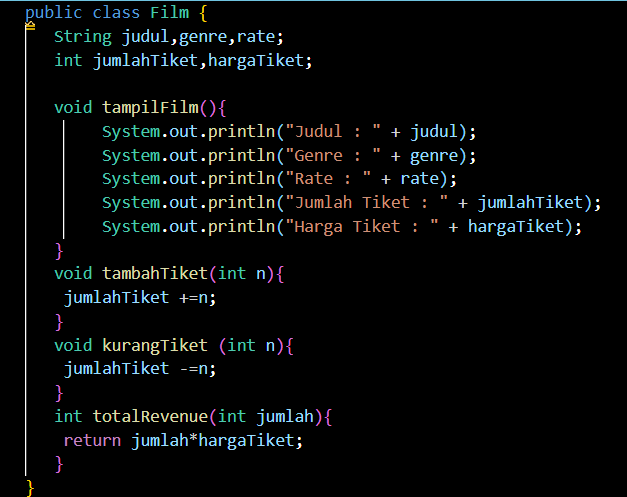 public class Film {
String judul,genre,rate;
int jumlahTiket,hargaTiket;
void tampilFilm(){
System.out.println("Judul : " + judul);
System.out.println("Genre : " + genre);
System.out.println("Rate : " + rate);
System.out.println("Jumlah Tiket : " + jumlahTiket);
System.out.println("Harga Tiket : " + hargaTiket);
}
void tambahTiket(int n){
jumlahTiket +=n;
}
void kurangTiket (int n){
jumlahTiket -=n;
}
int totalRevenue(int jumlah){
return jumlah*hargaTiket;
}
}